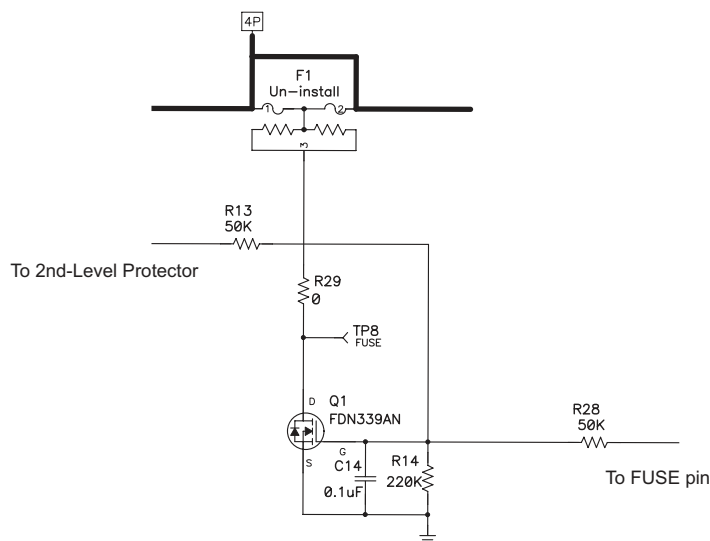 4P
F1
Un-install
1
2
3
R13
50K
To 2nd-Level Protector
R29
0
TP8
FUSE
D
Q1
FDN339AN
G
S
C14
0.1uF
R14
220K
R28
50K
To FUSE pin